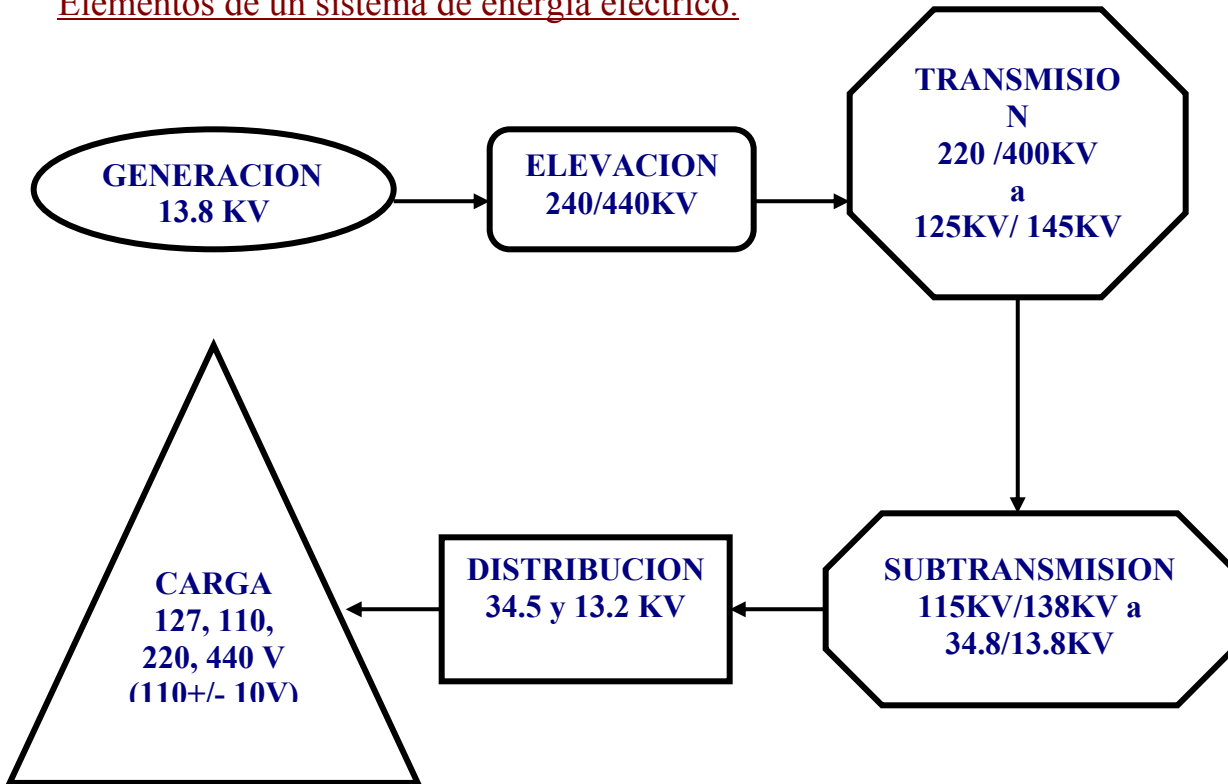 Elementos de un sistema de energía eléctrico.
GENERACION
13.8 KV
ELEVACION
240/440KV
TRANSMISIO
N
220 /400KV
a
125KV/ 145KV
SUBTRANSMISION
115KV/138KV a
34.8/13.8KV
DISTRIBUCION
34.5 y 13.2 KV
CARGA
127, 110,
220, 440 V
(110+/- 10V)